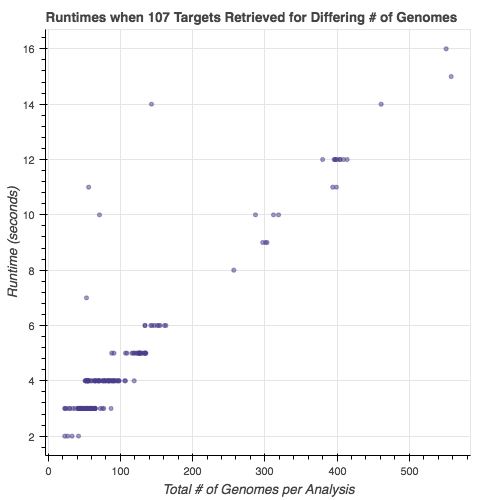 Runtimes when 107 Targets Retrieved for Differing # of Genomes
16
14
12
10
8
6
4
2
Runtime (seconds)
0 100 200 300 400 500
Total # of Genomes per Analysis